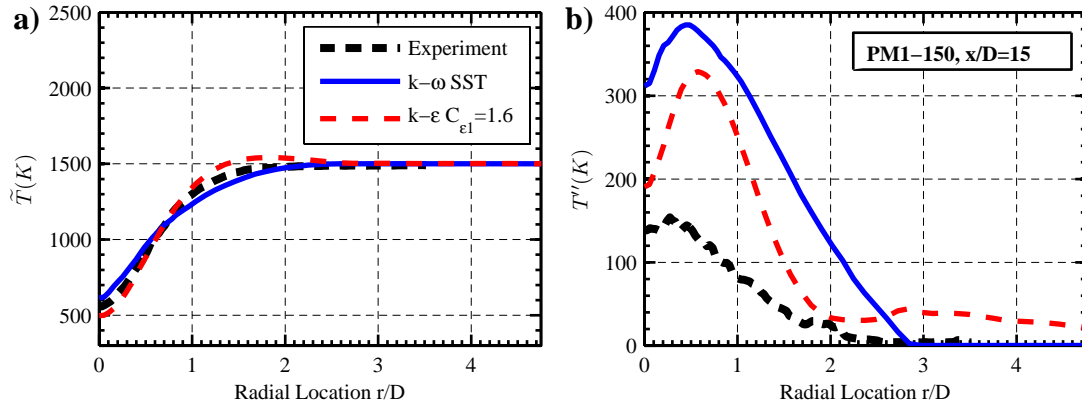 a)
2500
2000
1500
1000
500
T̃(K)
0 1 2 3 4
Radial Location r/D
Experiment
k−ω SST
k−ε Cε1=1.6
b)
400
300
200
100
0
T''(K)
0 1 2 3 4
Radial Location r/D
PM1−150, x/D=15